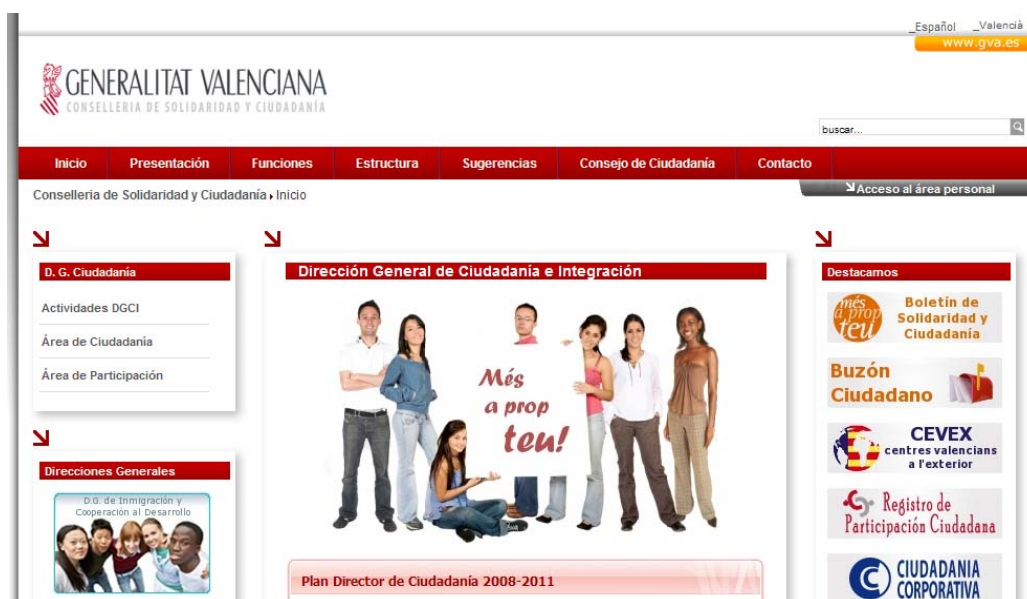 _Español _Valencià
www.gva.es
GENERALITAT VALENCIANA
CONSELLERIA DE SOLIDARIDAD Y CIUDADANÍA
buscar...
Inicio Presentación Funciones Estructura Sugerencias Consejo de Ciudadanía Contacto
Acceso al área personal
Conselleria de Solidaridad y Ciudadanía Inicio
D. G. Ciudadanía
Actividades DGCI
Área de Ciudadanía
Área de Participación
Direcciones Generales
D.G. de Inmigración y
Cooperación al Desarrollo
Dirección General de Ciudadanía e Integración
Més
a prop
teu!
Plan Director de Ciudadanía 2008-2011
Destacamos
més
a prop
teu
Boletín de
Solidaridad y
Ciudadanía
Buzón
Ciudadano
CEVEX
centres valencians
a l'exterior
Registro de
Participación Ciudadana
CIUDADANIA
CORPORATIVA